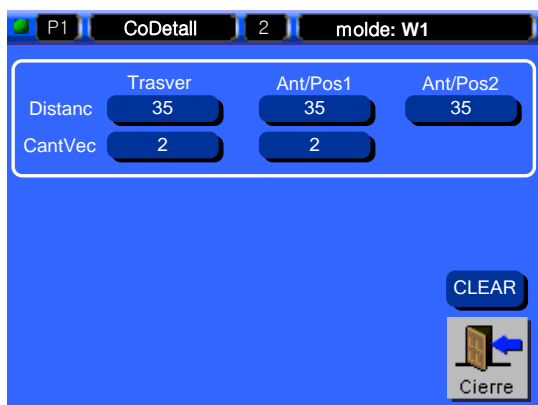 P1 CoDetall 2 molde: W1
Trasver Ant/Pos1 Ant/Pos2
Distanc 35 35 35
CantVec 2 2
CLEAR
Cierre